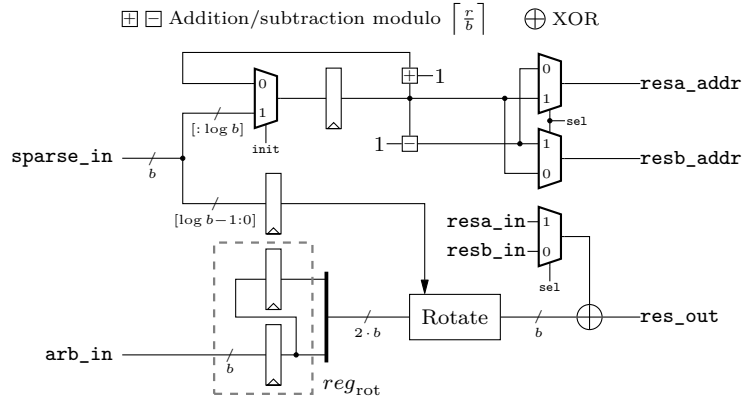 ⊞ ⊟ Addition/subtraction modulo ⌈r/b⌉ ⊕ XOR
0
1
+ 1
0
1
resa_addr
[: log b]
init
sel
1 −
sparse_in
b
1
0
resb_addr
[log b−1:0]
resa_in
1
resb_in
0
sel
2 · b
Rotate
b
res_out
arb_in
b
reg_rot